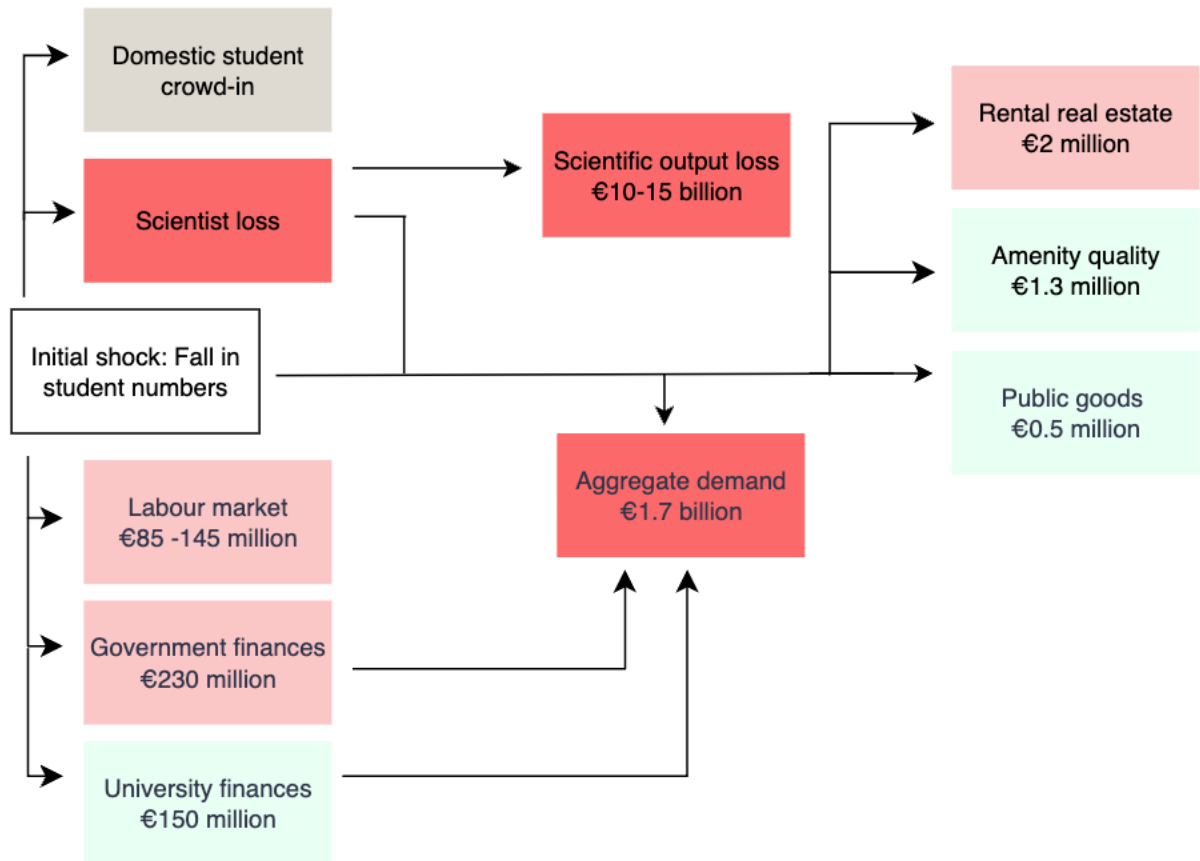 Domestic student
crowd-in
Scientist loss
Initial shock: Fall in
student numbers
Labour market
€85 -145 million
Government finances
€230 million
University finances
€150 million
Scientific output loss
€10-15 billion
Aggregate demand
€1.7 billion
Rental real estate
€2 million
Amenity quality
€1.3 million
Public goods
€0.5 million